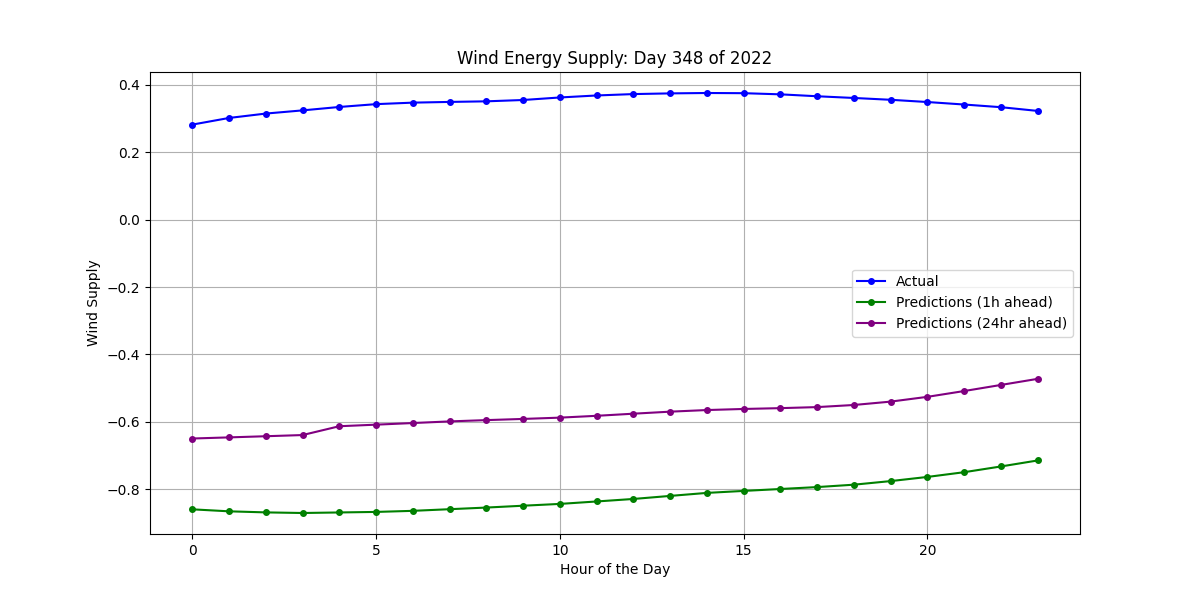 Wind Energy Supply: Day 348 of 2022
Wind Supply
0.4
0.2
0.0
−0.2
−0.4
−0.6
−0.8
Actual
Predictions (1h ahead)
Predictions (24hr ahead)
0 5 10 15 20
Hour of the Day